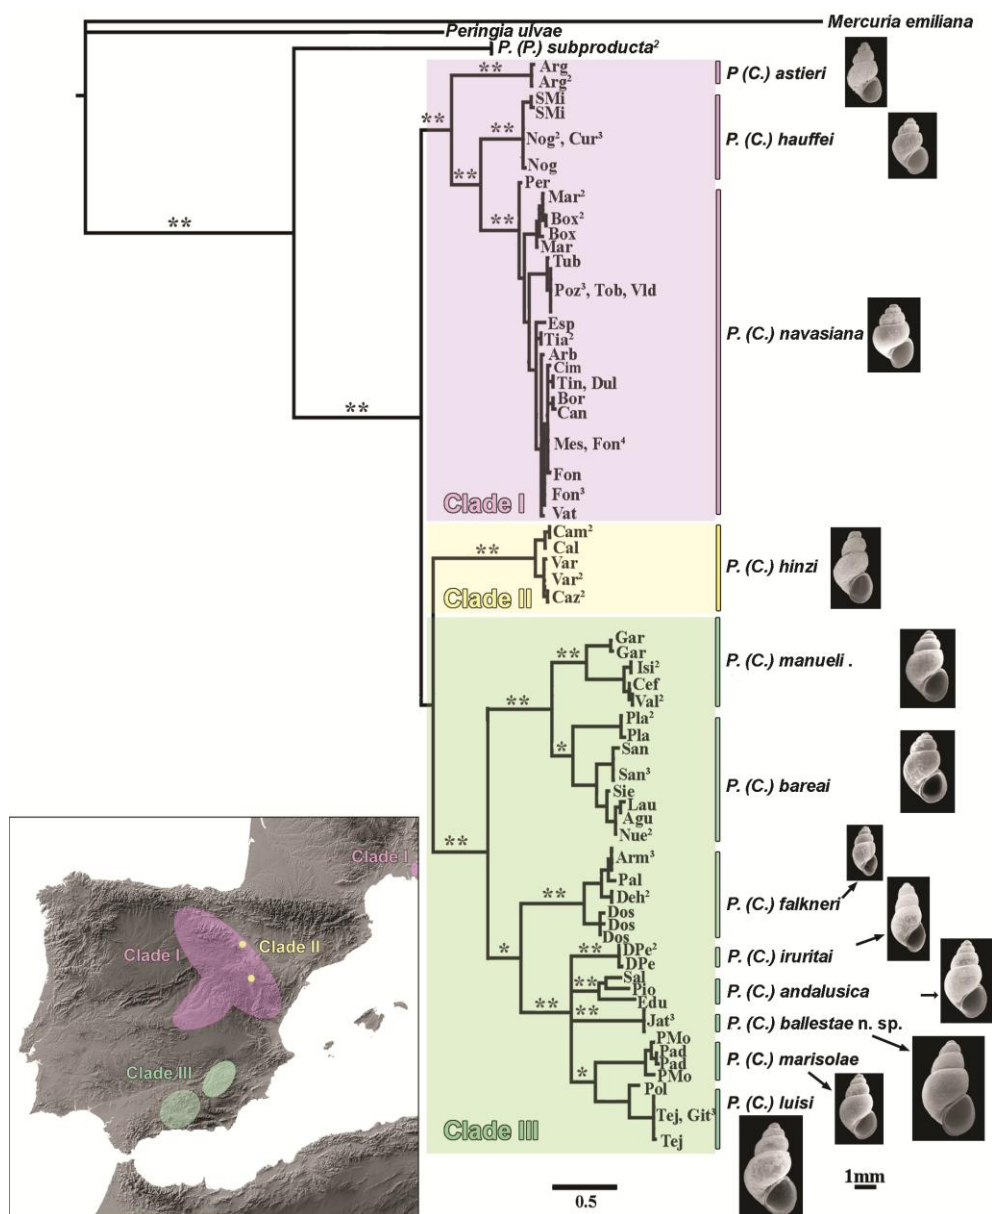 Mercuria emiliana
Peringia ulvae
P. (P.) subproducta²
** Arg
Arg²
P (C.) astieri
SMi
** ** SMi
Nog², Cur³
Nog
P. (C.) hauffei
**
Per
** Mar²
Box²
Box
Mar
Tub
Poz³, Tob, Vld
P. (C.) navasiana
Esp
Tia²
Arb
Cim
Tin, Dul
Bor
Can
Mes, Fon⁴
Fon
Fon³
Vat
Clade I
**
**
Cam²
** Cal
Var
Var²
Caz²
Clade II
P. (C.) hinzi
Gar
** Gar
Isi²
Cef
Val²
P. (C.) manueli .
**
Pla²
Pla
* San
San³
Sie
Lau
Agu
Nue²
P. (C.) bareai
**
Arm³
Pal
** Deh²
Dos
Dos
Dos
P. (C.) falkneri
*
** DPe²
DPe
P. (C.) iruritai
Sal
** Pio
Edu
P. (C.) andalusica
**
** Jat³
P. (C.) ballestae n. sp.
PMo
Pad
Pad
* PMo
P. (C.) marisolae
Pol
Tej, Git³
Tej
P. (C.) luisi
Clade III
1mm
0.5
Clade I
Clade I
Clade II
Clade III